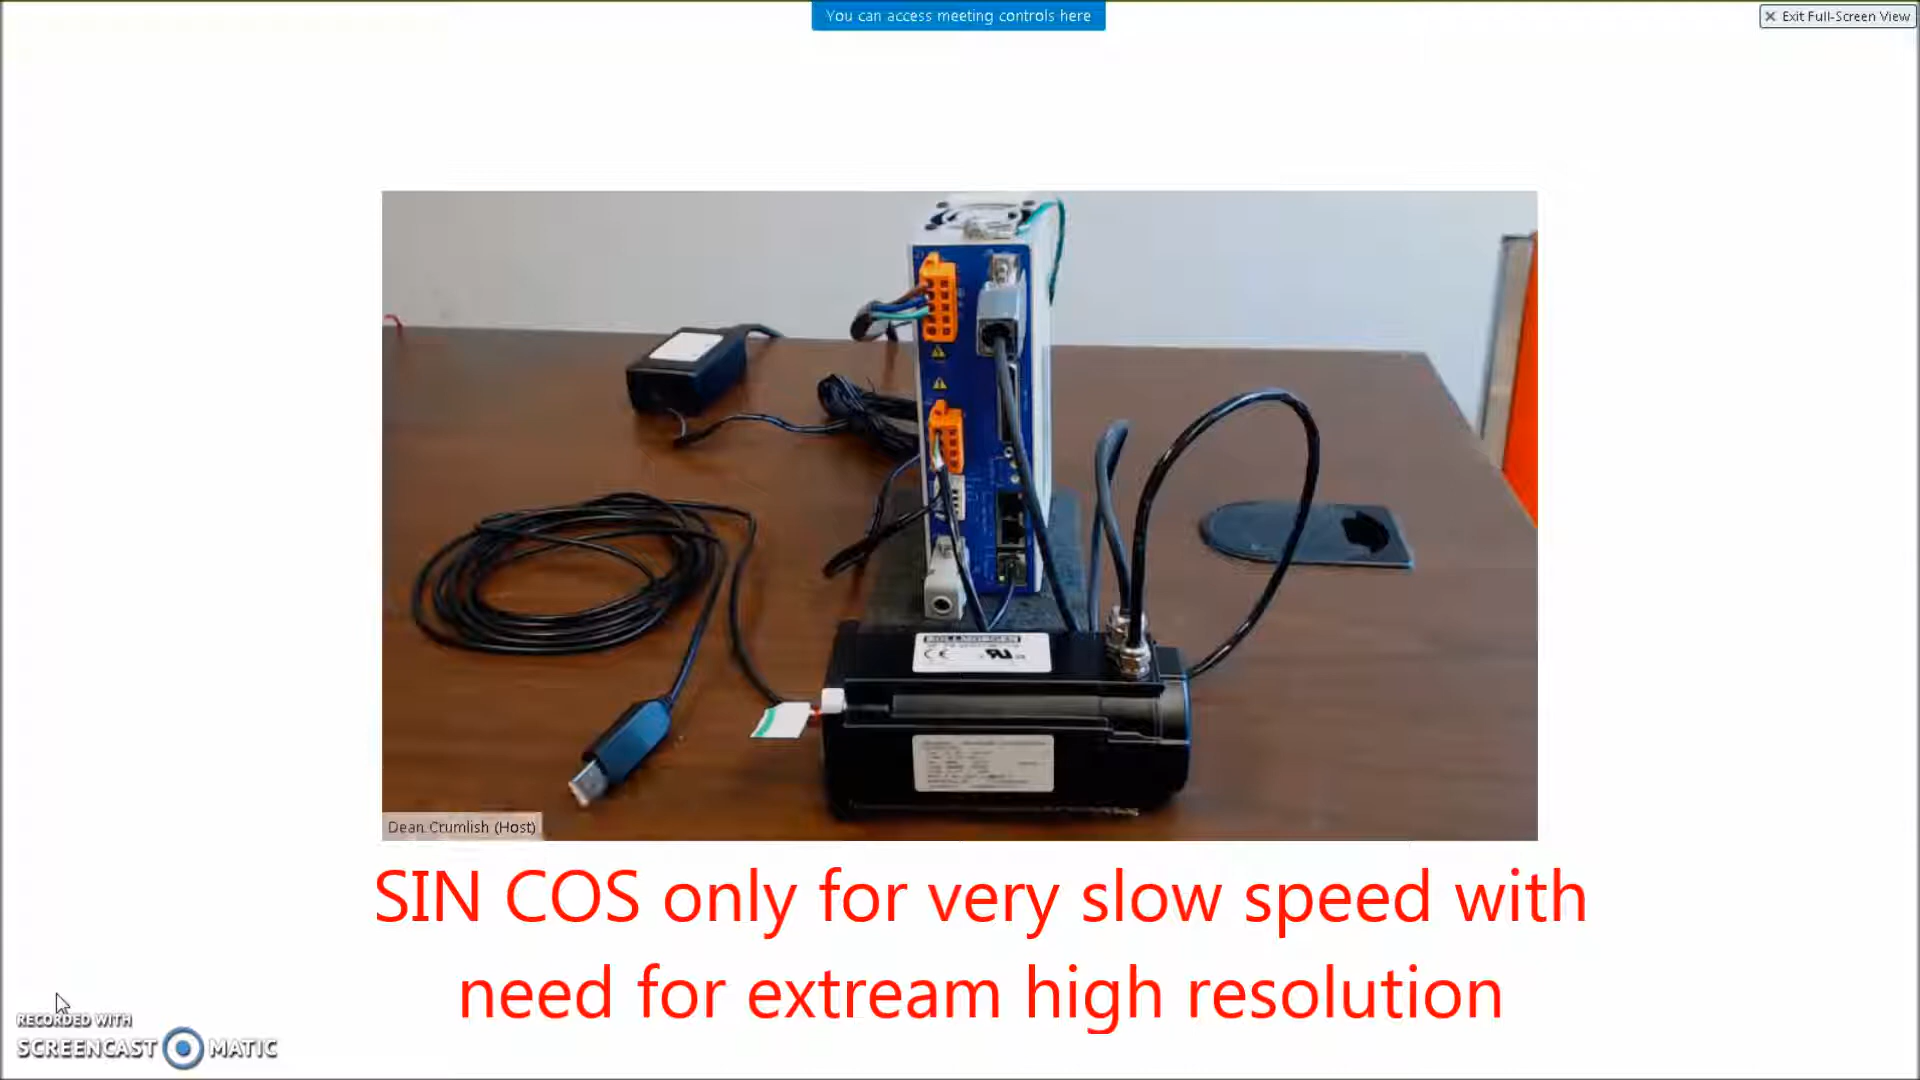 You can access meeting controls here
Exit Full-Screen View
KOLLMORGEN
Dean Crumlish (Host)
SIN COS only for very slow speed with
need for extream high resolution
RECORDED WITH
SCREENCAST MATIC